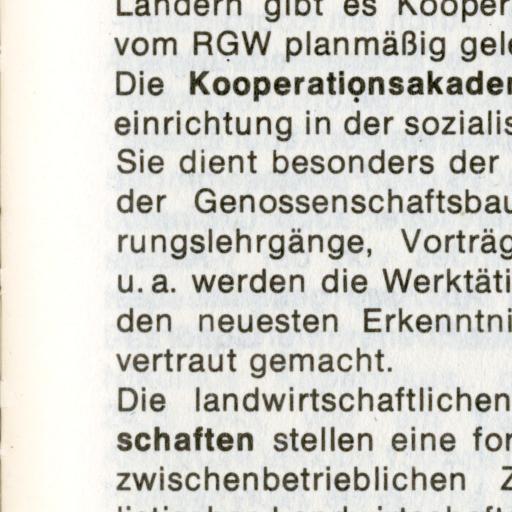 Ländern gibt es Kooper
vom RGW planmäßig gele
Die Kooperationsakader
einrichtung in der sozialis
Sie dient besonders der
der Genossenschaftsbau
rungslehrgänge, Vorträg
u. a. werden die Werktäti
den neuesten Erkenntni
vertraut gemacht.
Die landwirtschaftlichen
schaften stellen eine for
zwischenbetrieblichen Z